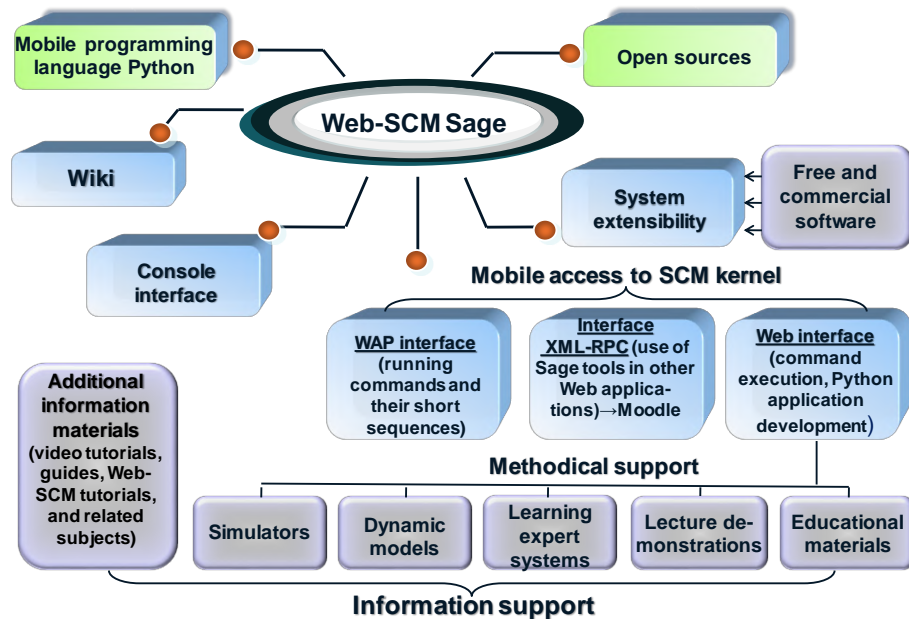 Mobile programming
language Python
Open sources
Web-SCM Sage
Wiki
System
extensibility
Free and
commercial
software
Console
interface
Mobile access to SCM kernel
WAP interface
(running
commands and
their short
sequences)
Interface
XML-RPC (use of
Sage tools in other
Web applica-
tions)→Moodle
Web interface
(command
execution, Python
application
development)
Additional
information
materials
(video tutorials,
guides, Web-
SCM tutorials,
and related
subjects)
Methodical support
Simulators
Dynamic
models
Learning
expert
systems
Lecture de-
monstrations
Educational
materials
Information support